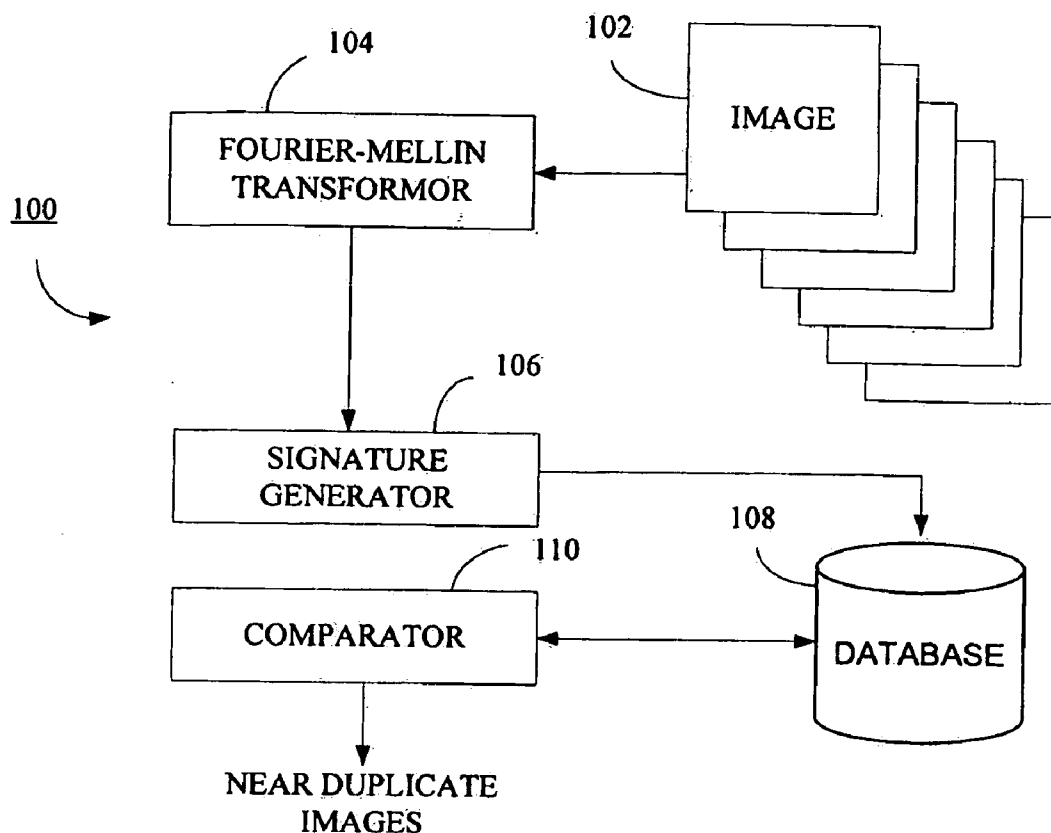 104
102
IMAGE
FOURIER-MELLIN
TRANSFORMOR
100
106
SIGNATURE
GENERATOR
108
110
COMPARATOR
DATABASE
NEAR DUPLICATE
IMAGES